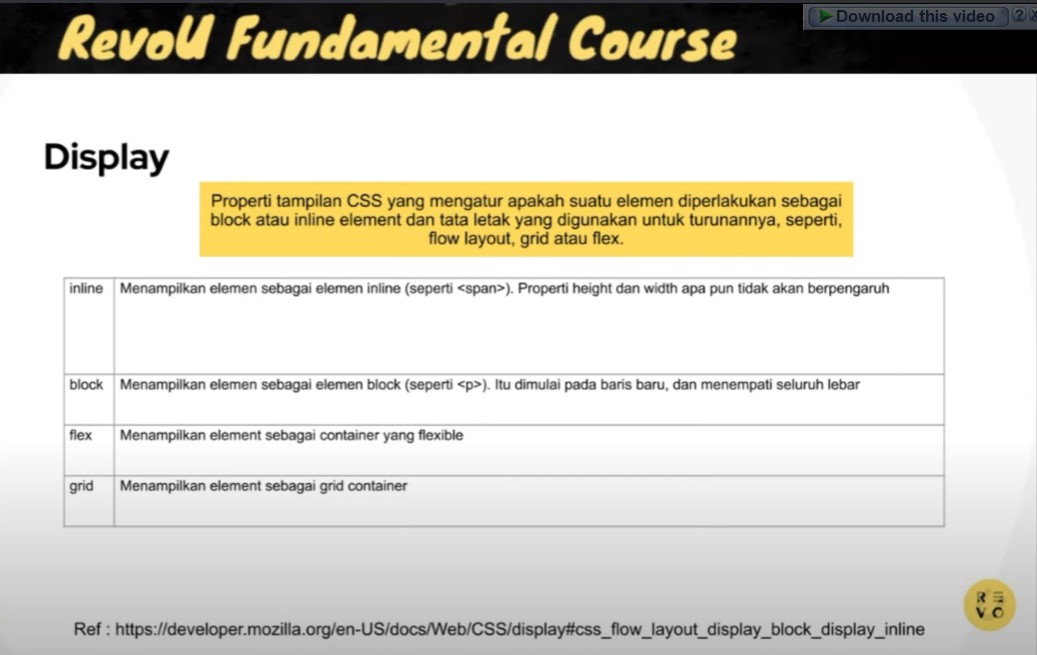 RevoU Fundamental Course
Download this video
Display
Properti tampilan CSS yang mengatur apakah suatu elemen diperlakukan sebagai
block atau inline element dan tata letak yang digunakan untuk turunannya, seperti,
flow layout, grid atau flex.
inline Menampilkan elemen sebagai elemen inline (seperti <span>). Properti height dan width apa pun tidak akan berpengaruh
block Menampilkan elemen sebagai elemen block (seperti <p>). Itu dimulai pada baris baru, dan menempati seluruh lebar
flex Menampilkan element sebagai container yang flexible
grid Menampilkan element sebagai grid container
RE
VO
Ref : https://developer.mozilla.org/en-US/docs/Web/CSS/display#css_flow_layout_display_block_display_inline